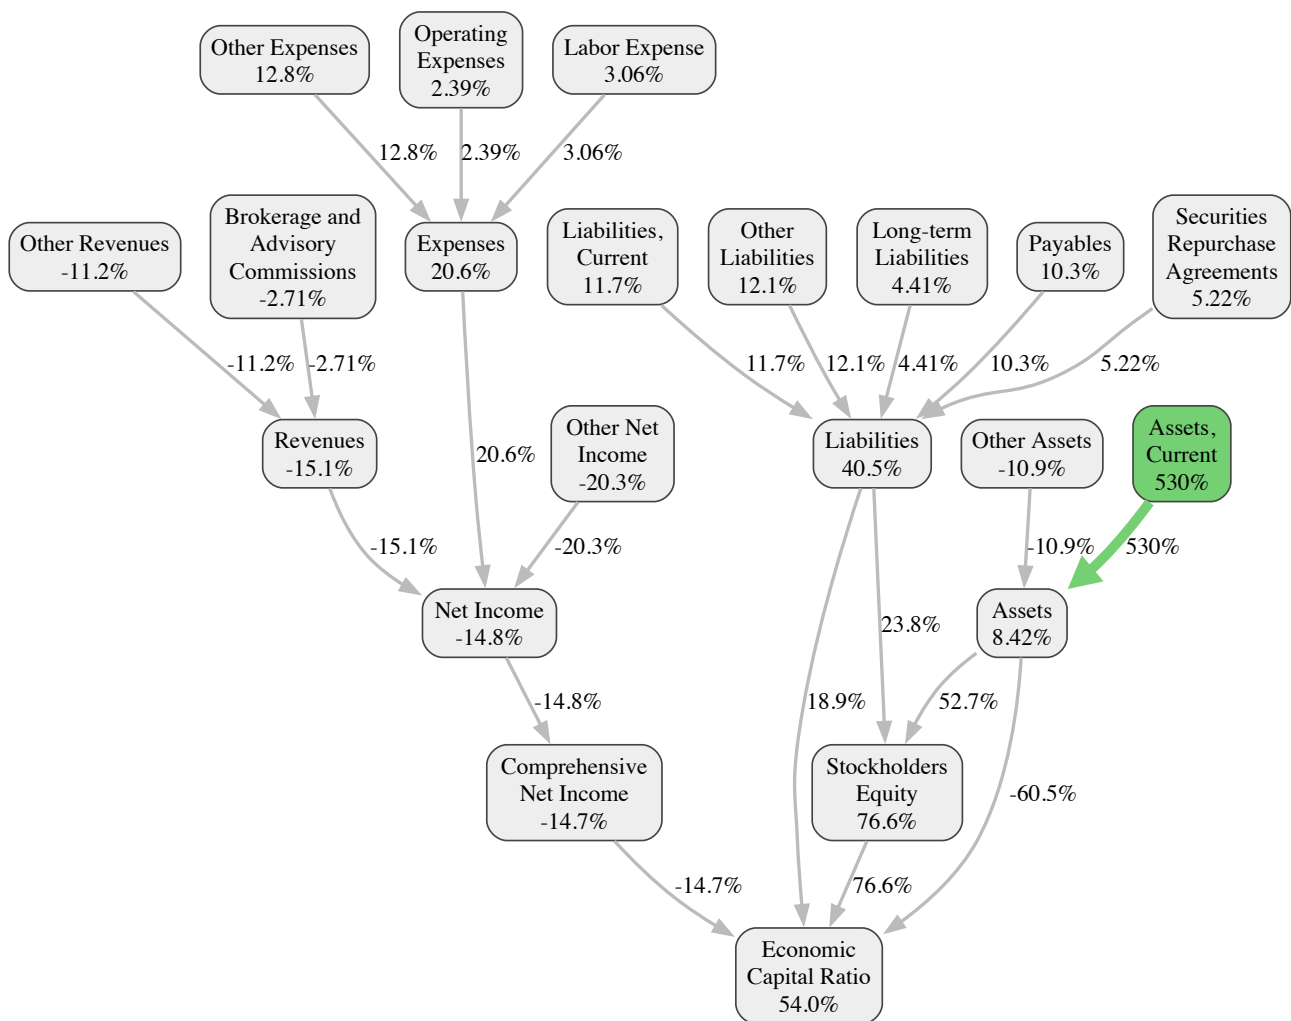 Other Expenses
12.8%
Operating
Expenses
2.39%
Labor Expense
3.06%
12.8%
2.39%
3.06%
Other Revenues
-11.2%
Brokerage and
Advisory
Commissions
-2.71%
Expenses
20.6%
Liabilities,
Current
11.7%
Other
Liabilities
12.1%
Long-term
Liabilities
4.41%
Payables
10.3%
Securities
Repurchase
Agreements
5.22%
-11.2%
-2.71%
11.7%
12.1%
4.41%
10.3%
5.22%
Revenues
-15.1%
20.6%
Other Net
Income
-20.3%
Liabilities
40.5%
Other Assets
-10.9%
Assets,
Current
530%
-15.1%
-20.3%
-10.9%
530%
Net Income
-14.8%
23.8%
Assets
8.42%
-14.8%
18.9%
52.7%
Comprehensive
Net Income
-14.7%
Stockholders
Equity
76.6%
-60.5%
-14.7%
76.6%
Economic
Capital Ratio
54.0%